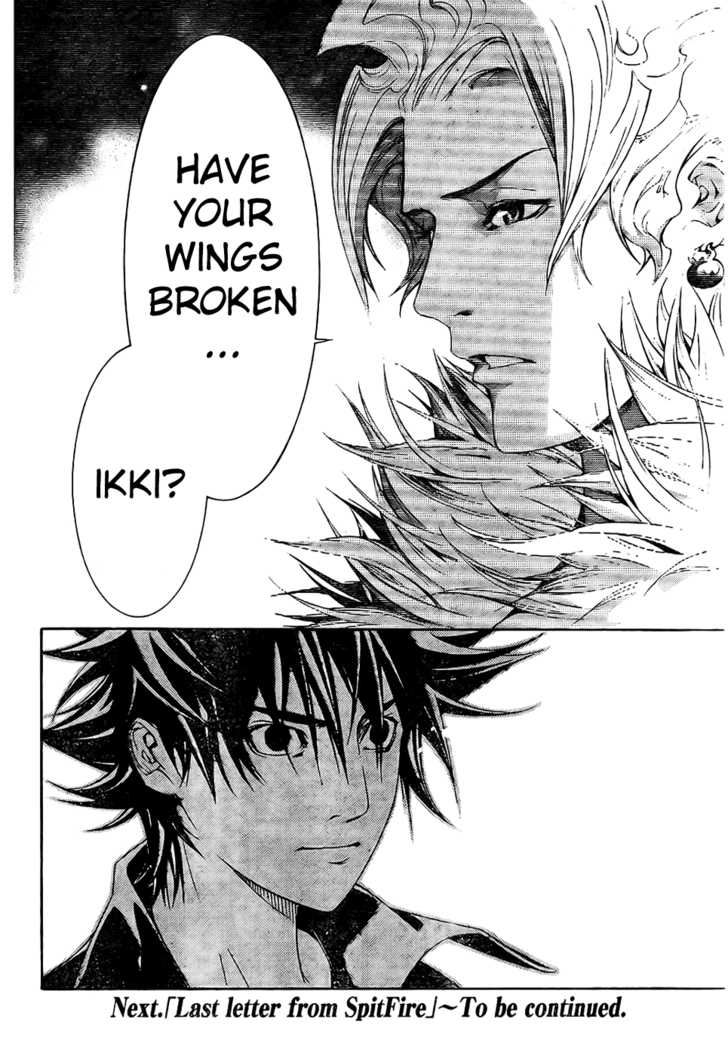 HAVE
YOUR
WINGS
BROKEN
...
IKKI?
Next.「Last letter from SpitFire」~To be continued.